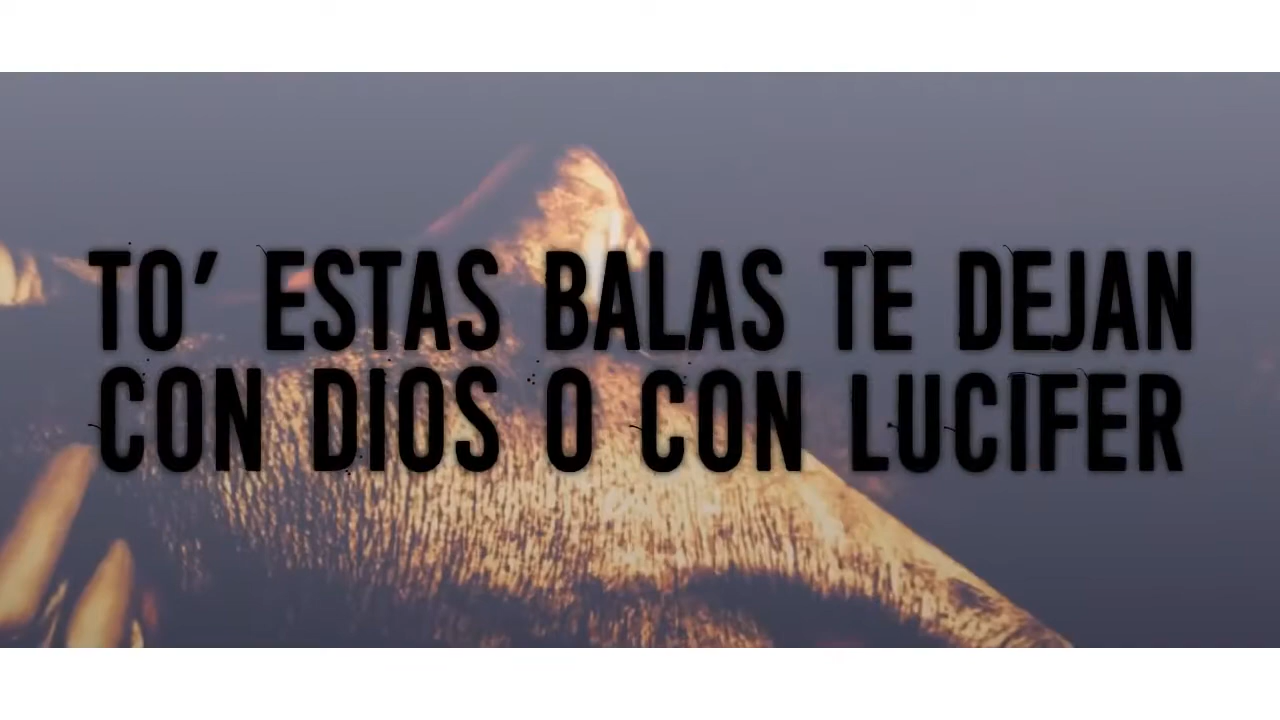 TO' ESTAS BALAS TE DEJAN
CON DIOS O CON LUCIFER